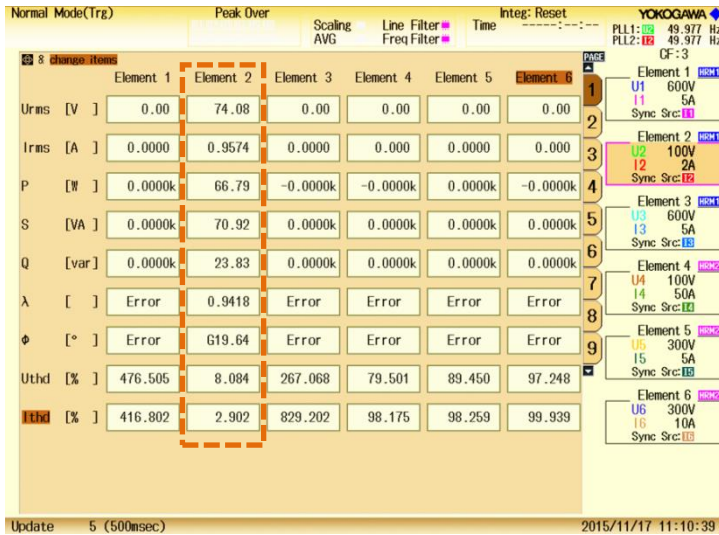 Normal Mode(Trg)
Peak Over
Scaling
AVG
Line Filter
Freq Filter
Integ: Reset
Time -----:--:--
YOKOGAWA
PLL1: U2 49.977 Hz
PLL2: I2 49.977 Hz
8 change items
PAGE
CF:3
Element 1 Element 2 Element 3 Element 4 Element 5 Element 6
Urms [V ] 0.00 74.08 0.00 0.00 0.00 0.00
Irms [A ] 0.0000 0.9574 0.0000 0.000 0.0000 0.000
P [W ] 0.0000k 66.79 -0.0000k -0.0000k 0.0000k -0.0000k
S [VA ] 0.0000k 70.92 0.0000k 0.0000k 0.0000k 0.0000k
Q [var] 0.0000k 23.83 0.0000k 0.0000k 0.0000k 0.0000k
λ [ ] Error 0.9418 Error Error Error Error
Φ [° ] Error G19.64 Error Error Error Error
Uthd [% ] 476.505 8.084 267.068 79.501 89.450 97.248
Ithd [% ] 416.802 2.902 829.202 98.175 98.259 99.939
1
2
3
4
5
6
7
8
9
Element 1 HRM1
U1 600V
I1 5A
Sync Src: I1
Element 2 HRM1
U2 100V
I2 2A
Sync Src: I2
Element 3 HRM1
U3 600V
I3 5A
Sync Src: I3
Element 4 HRM2
U4 100V
I4 50A
Sync Src: I4
Element 5 HRM2
U5 300V
I5 5A
Sync Src: I5
Element 6 HRM2
U6 300V
I6 10A
Sync Src: I6
Update 5 (500msec)
2015/11/17 11:10:39